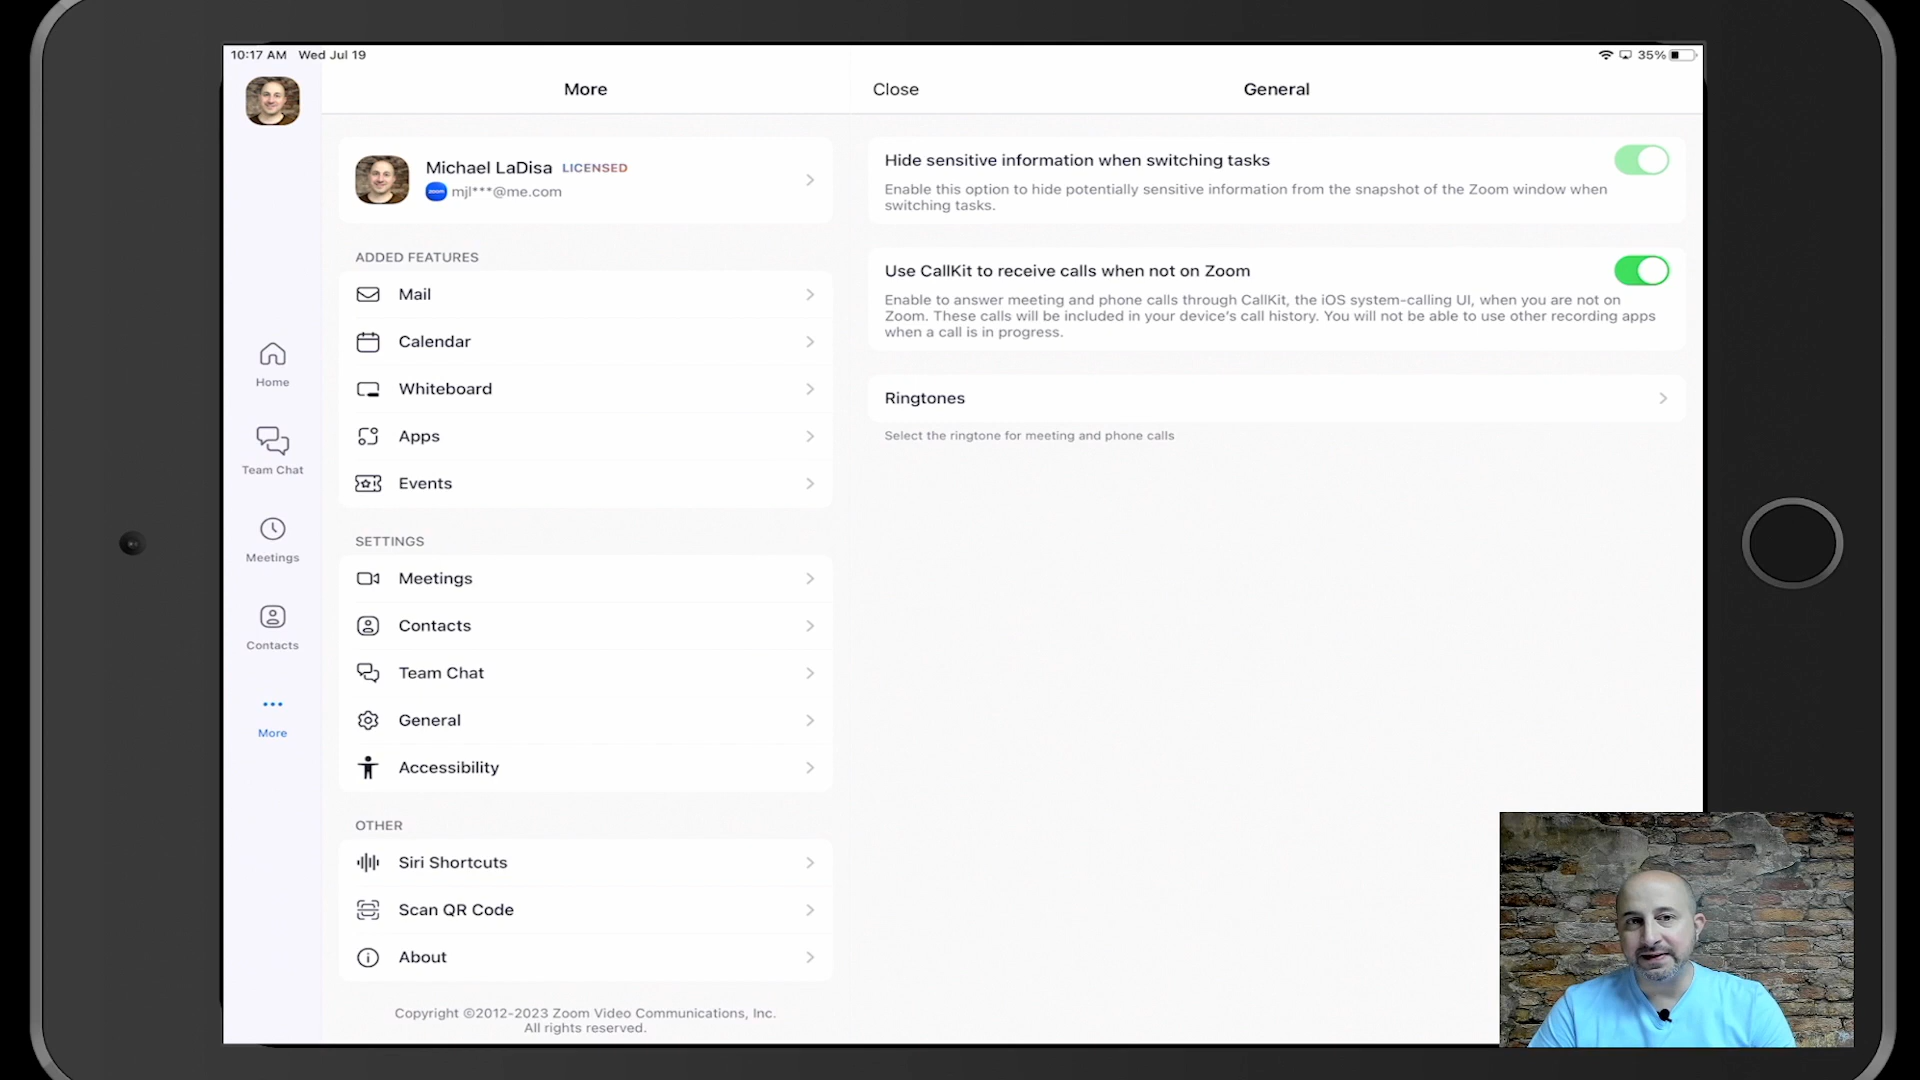 10:17 AM Wed Jul 19
35%
More
Close
General
Michael LaDisa LICENSED
zoom mjl***@me.com
ADDED FEATURES
Mail
Calendar
Whiteboard
Apps
Events
SETTINGS
Meetings
Contacts
Team Chat
General
Accessibility
OTHER
Siri Shortcuts
Scan QR Code
About
Copyright ©2012-2023 Zoom Video Communications, Inc.
All rights reserved.
Home
Team Chat
Meetings
Contacts
More
Hide sensitive information when switching tasks
Enable this option to hide potentially sensitive information from the snapshot of the Zoom window when
switching tasks.
Use CallKit to receive calls when not on Zoom
Enable to answer meeting and phone calls through CallKit, the iOS system-calling UI, when you are not on
Zoom. These calls will be included in your device's call history. You will not be able to use other recording apps
when a call is in progress.
Ringtones
Select the ringtone for meeting and phone calls